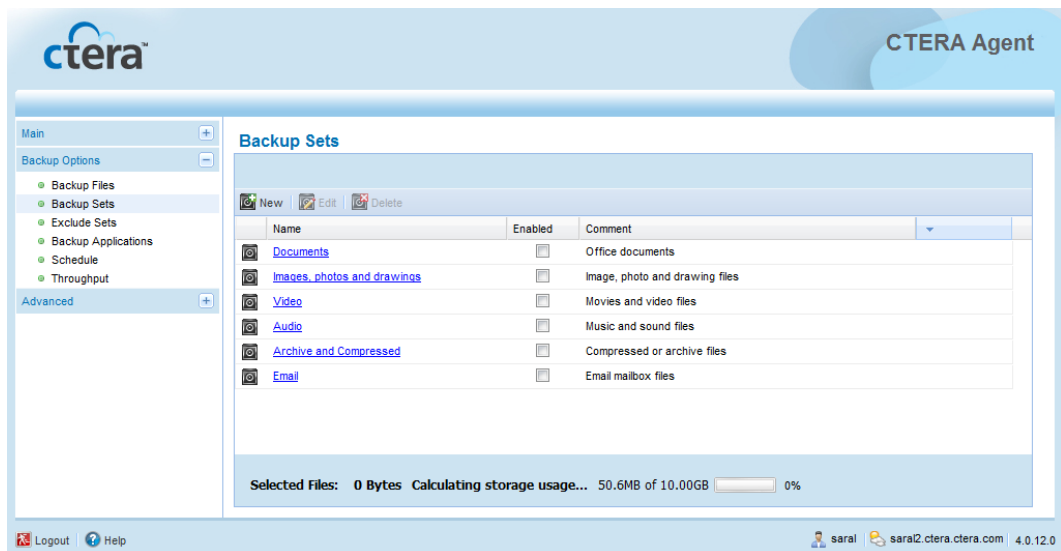 ctera™
CTERA Agent
Main
Backup Options
Backup Files
Backup Sets
Exclude Sets
Backup Applications
Schedule
Throughput
Advanced
Backup Sets
New Edit Delete
Name Enabled Comment
Documents Office documents
Images, photos and drawings Image, photo and drawing files
Video Movies and video files
Audio Music and sound files
Archive and Compressed Compressed or archive files
Email Email mailbox files
Selected Files: 0 Bytes Calculating storage usage... 50.6MB of 10.00GB 0%
Logout Help saral saral2.ctera.ctera.com 4.0.12.0